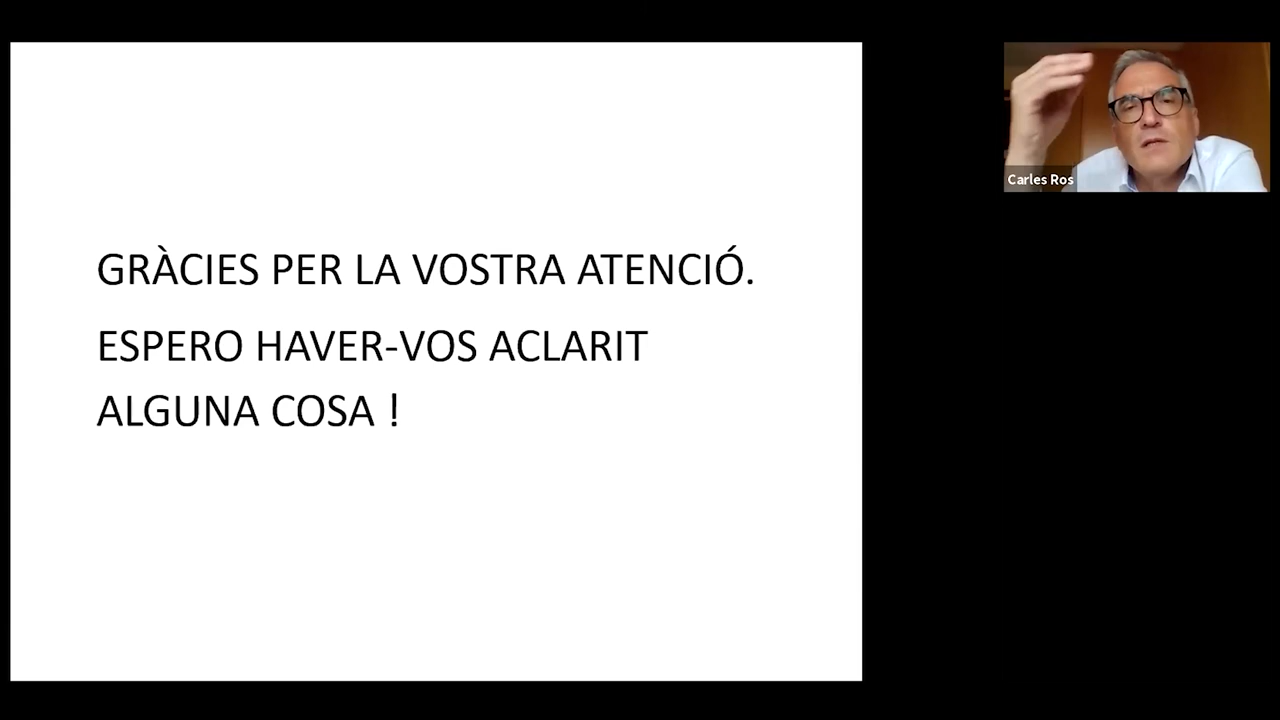 GRÀCIES PER LA VOSTRA ATENCIÓ.
ESPERO HAVER-VOS ACLARIT
ALGUNA COSA !
Carles Ros